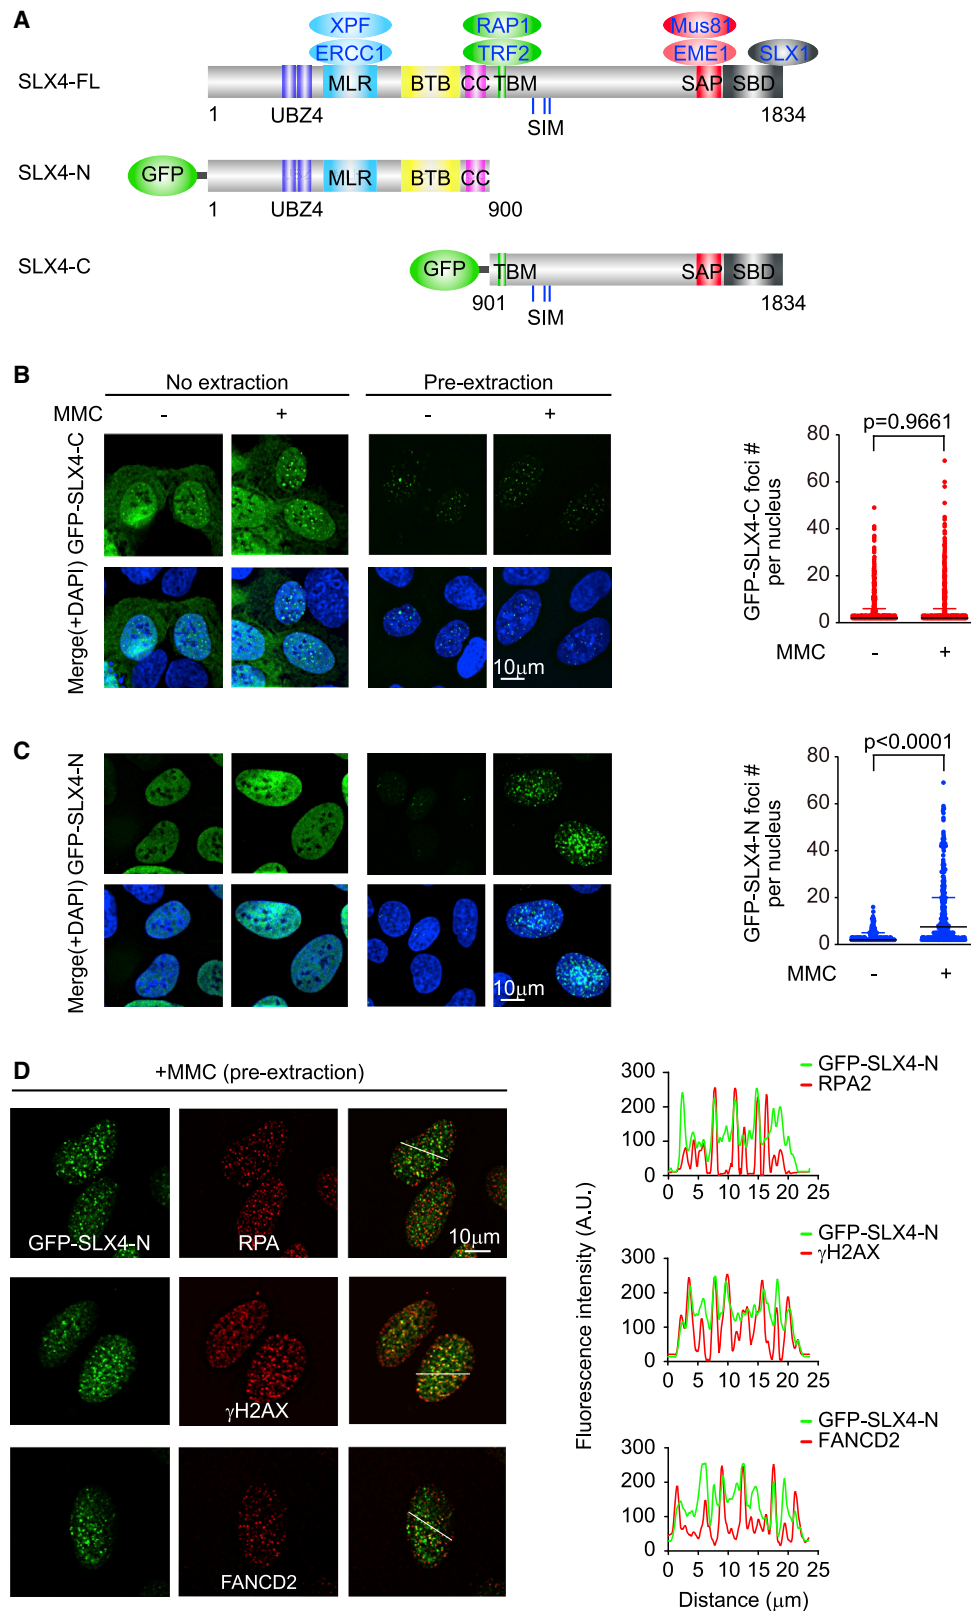 A
XPF
RAP1
Mus81
ERCC1
TRF2
EME1
SLX1
SLX4-FL
MLR
BTB
CC
TBM
SAP
SBD
1
UBZ4
SIM
1834
SLX4-N
GFP
MLR
BTB
CC
1
UBZ4
900
SLX4-C
GFP
TBM
SAP
SBD
901
SIM
1834
B
No extraction
Pre-extraction
MMC
-
+
-
+
Merge(+DAPI) GFP-SLX4-C
10μm
p=0.9661
GFP-SLX4-C foci #
per nucleus
80
60
40
20
0
MMC
-
+
C
Merge(+DAPI) GFP-SLX4-N
10μm
p<0.0001
GFP-SLX4-N foci #
per nucleus
80
60
40
20
0
MMC
-
+
D
+MMC (pre-extraction)
GFP-SLX4-N
RPA
10μm
γH2AX
FANCD2
Fluorescence intensity (A.U.)
GFP-SLX4-N
RPA2
300
200
100
0
0 5 10 15 20 25
GFP-SLX4-N
γH2AX
300
200
100
0
0 5 10 15 20 25
GFP-SLX4-N
FANCD2
300
200
100
0
0 5 10 15 20 25
Distance (μm)